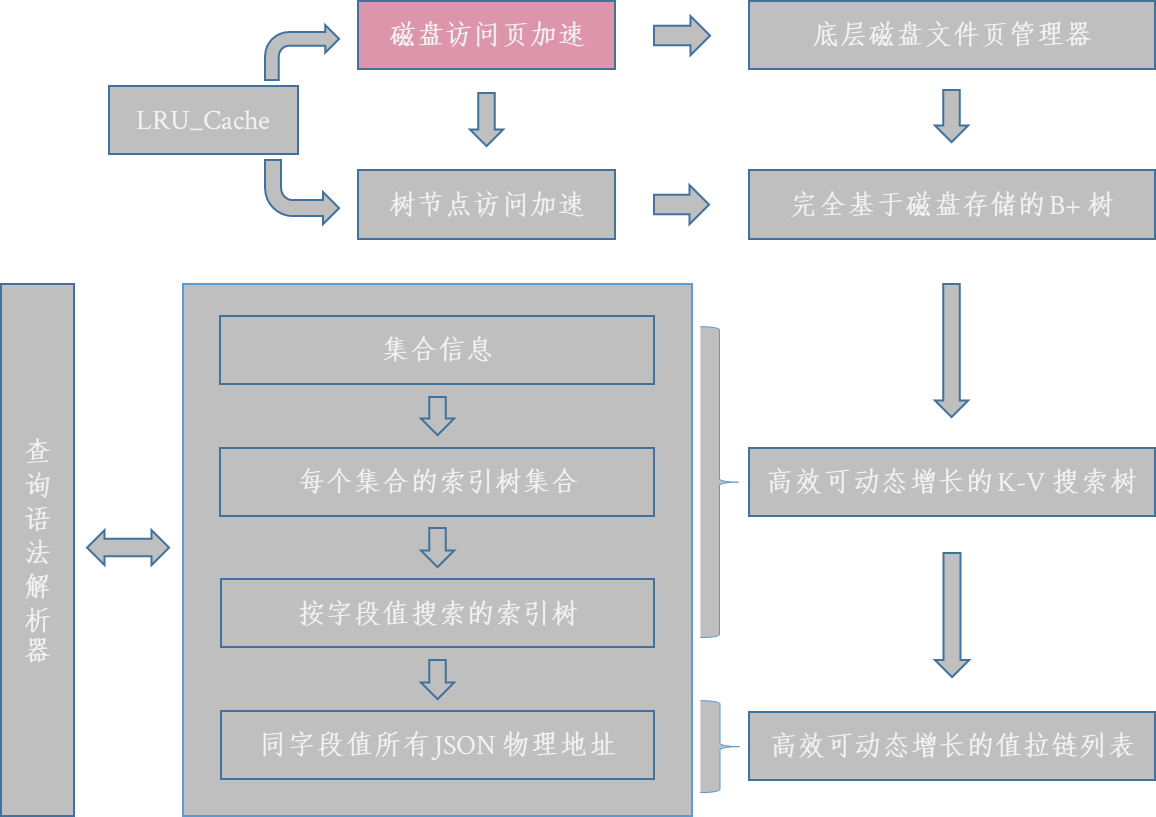 磁盘访问页加速
底层磁盘文件页管理器
LRU_Cache
树节点访问加速
完全基于磁盘存储的B+树
查询语法解析器
集合信息
每个集合的索引树集合
高效可动态增长的K-V搜索树
按字段值搜索的索引树
同字段值所有JSON物理地址
高效可动态增长的值拉链列表